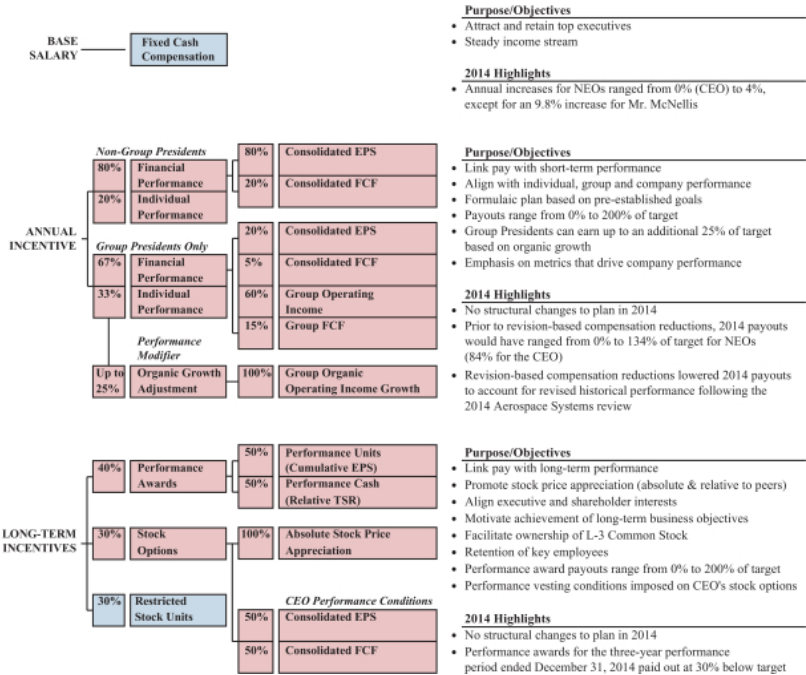 BASE
SALARY
Fixed Cash
Compensation
Purpose/Objectives
• Attract and retain top executives
• Steady income stream
2014 Highlights
• Annual increases for NEOs ranged from 0% (CEO) to 4%,
except for an 9.8% increase for Mr. McNellis
ANNUAL
INCENTIVE
Non-Group Presidents
80% Financial
Performance
20% Individual
Performance
80% Consolidated EPS
20% Consolidated FCF
Group Presidents Only
67% Financial
Performance
33% Individual
Performance
20% Consolidated EPS
5% Consolidated FCF
60% Group Operating
Income
15% Group FCF
Performance
Modifier
Up to
25%
Organic Growth
Adjustment
100% Group Organic
Operating Income Growth
Purpose/Objectives
• Link pay with short-term performance
• Align with individual, group and company performance
• Formulaic plan based on pre-established goals
• Payouts range from 0% to 200% of target
• Group Presidents can earn up to an additional 25% of target
based on organic growth
• Emphasis on metrics that drive company performance
2014 Highlights
• No structural changes to plan in 2014
• Prior to revision-based compensation reductions, 2014 payouts
would have ranged from 0% to 134% of target for NEOs
(84% for the CEO)
• Revision-based compensation reductions lowered 2014 payouts
to account for revised historical performance following the
2014 Aerospace Systems review
LONG-TERM
INCENTIVES
40% Performance
Awards
50% Performance Units
(Cumulative EPS)
50% Performance Cash
(Relative TSR)
30% Stock
Options
100% Absolute Stock Price
Appreciation
30% Restricted
Stock Units
CEO Performance Conditions
50% Consolidated EPS
50% Consolidated FCF
Purpose/Objectives
• Link pay with long-term performance
• Promote stock price appreciation (absolute & relative to peers)
• Align executive and shareholder interests
• Motivate achievement of long-term business objectives
• Facilitate ownership of L-3 Common Stock
• Retention of key employees
• Performance award payouts range from 0% to 200% of target
• Performance vesting conditions imposed on CEO's stock options
2014 Highlights
• No structural changes to plan in 2014
• Performance awards for the three-year performance
period ended December 31, 2014 paid out at 30% below target